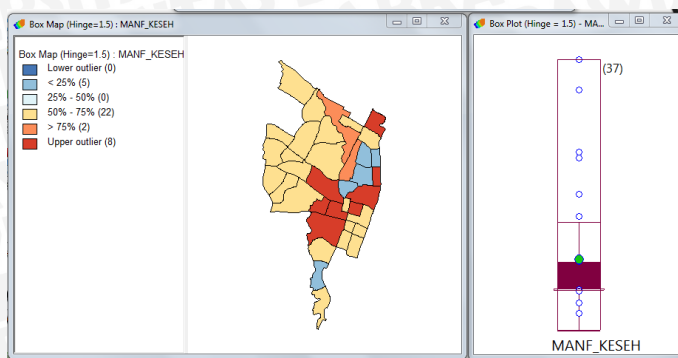 Box Map (Hinge=1.5) : MANF_KESEH
Box Map (Hinge=1.5) : MANF_KESEH
Lower outlier (0)
< 25% (5)
25% - 50% (0)
50% - 75% (22)
> 75% (2)
Upper outlier (8)
Box Plot (Hinge = 1.5) - MA...
(37)
MANF_KESEH